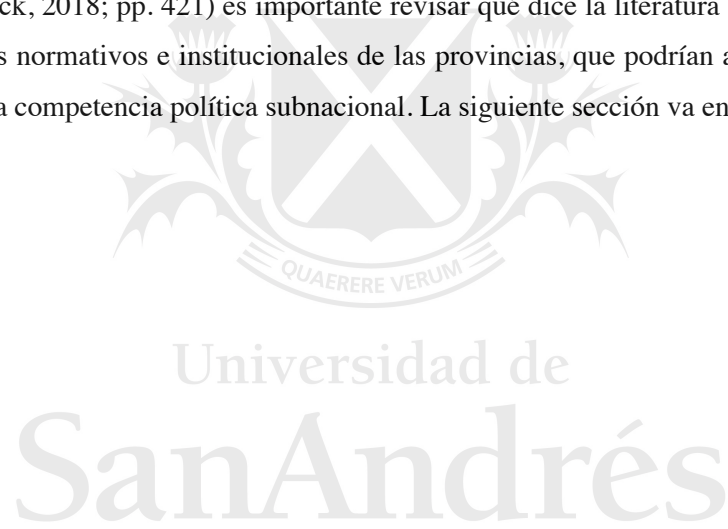 ck, 2018; pp. 421) es importante revisar qué dice la literatura
s normativos e institucionales de las provincias, que podrían a
a competencia política subnacional. La siguiente sección va en
QUAERERE VERUM
Universidad de
SanAndrés